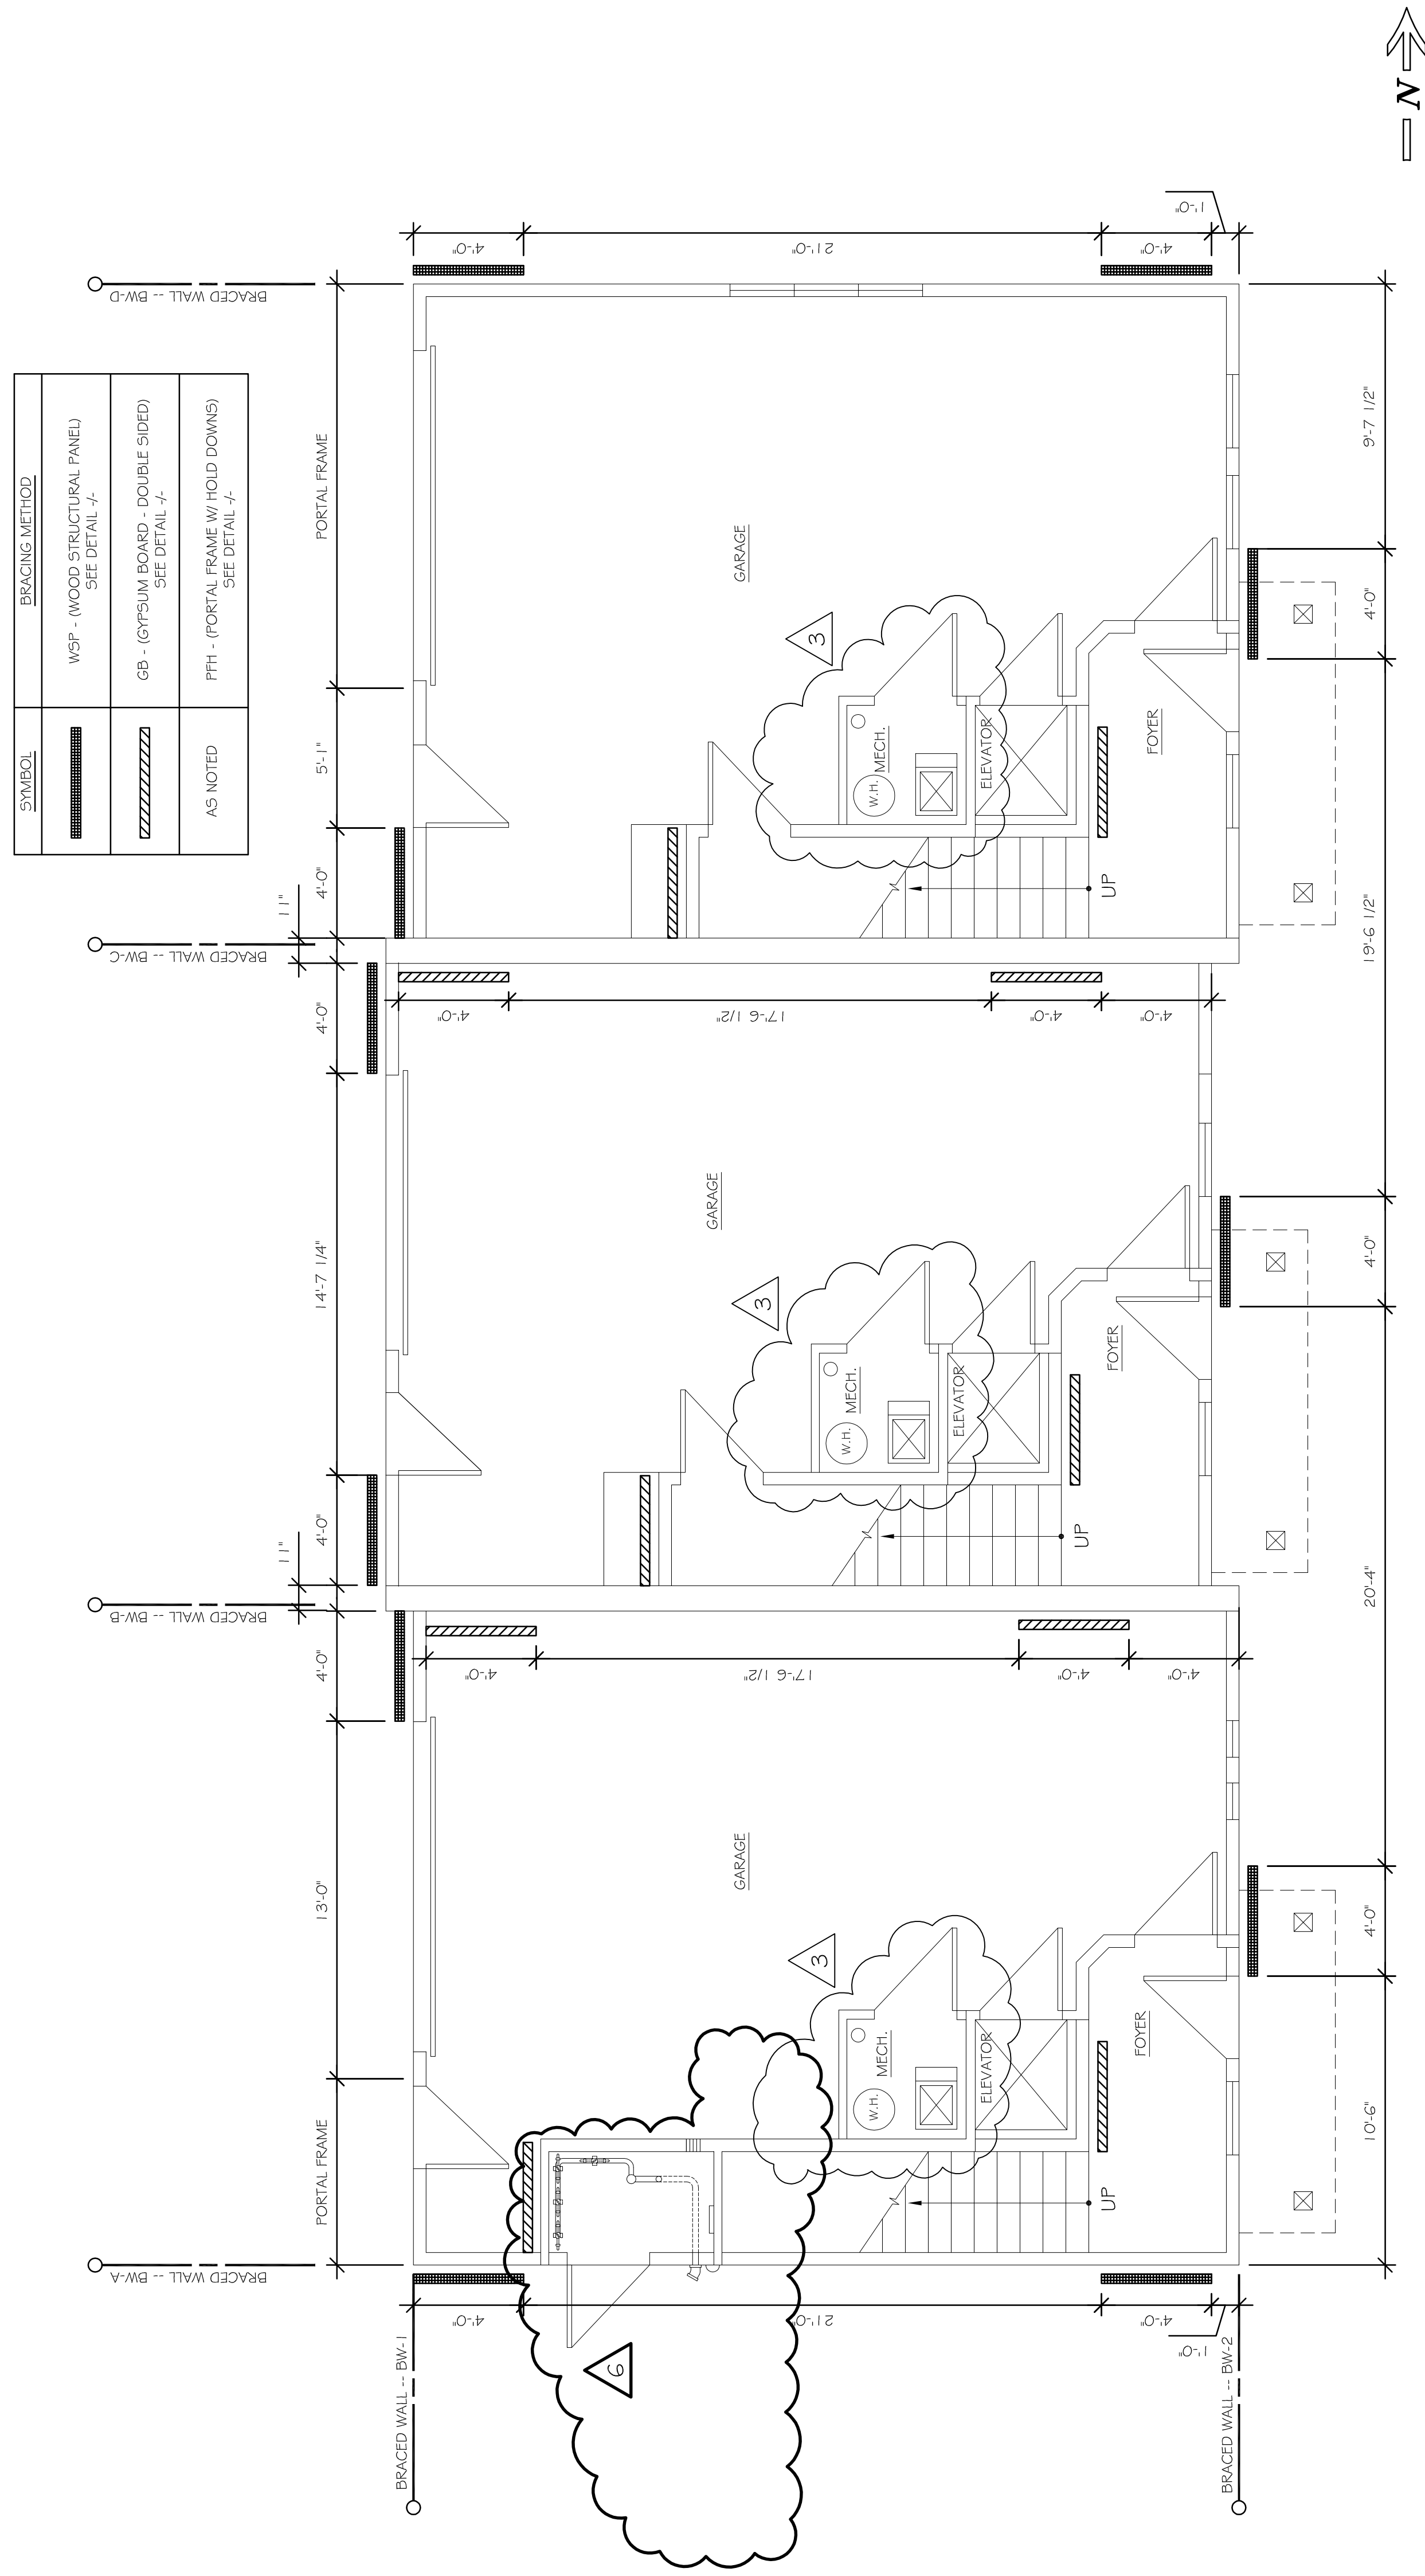 SYMBOL
BRACING METHOD
WSP - (WOOD STRUCTURAL PANEL)
SEE DETAIL -/-
GB - (GYPSUM BOARD - DOUBLE SIDED)
SEE DETAIL -/-
AS NOTED
PFH - (PORTAL FRAME W/ HOLD DOWNS)
SEE DETAIL -/-
N
BRACED WALL -- BW-A
BRACED WALL -- BW-B
BRACED WALL -- BW-C
BRACED WALL -- BW-D
PORTAL FRAME
13'-0"
4'-0"
11"
4'-0"
14'-7 1/4"
4'-0"
11"
4'-0"
5'-1"
PORTAL FRAME
BRACED WALL -- BW-1
4'-0"
21'-0"
4'-0"
1'-0"
BRACED WALL -- BW-2
6
GARAGE
3
MECH.
W.H.
ELEVATOR
UP
FOYER
4'-0"
17'-6 1/2"
4'-0"
4'-0"
GARAGE
3
MECH.
W.H.
ELEVATOR
UP
FOYER
4'-0"
17'-6 1/2"
4'-0"
4'-0"
GARAGE
3
MECH.
W.H.
ELEVATOR
UP
FOYER
4'-0"
21'-0"
4'-0"
1'-0"
10'-6"
4'-0"
20'-4"
4'-0"
19'-6 1/2"
4'-0"
9'-7 1/2"